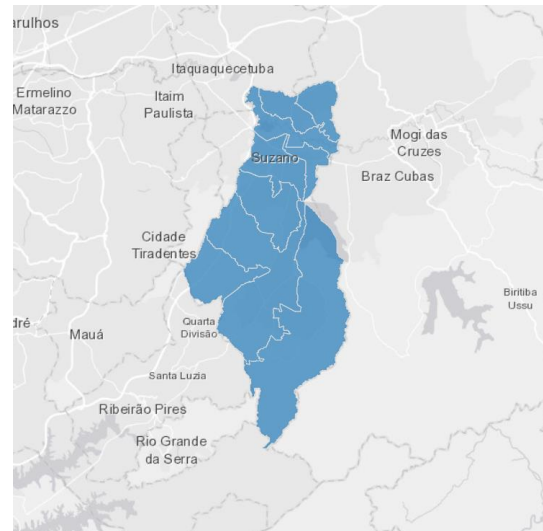 arulhos
Itaquaquecetuba
Ermelino
Matarazzo
Itaim
Paulista
Mogi das
Cruzes
Suzano
Braz Cubas
Cidade
Tiradentes
Biritiba
Ussu
dré
Mauá
Quarta
Divisão
Santa Luzia
Ribeirão Pires
Rio Grande
da Serra